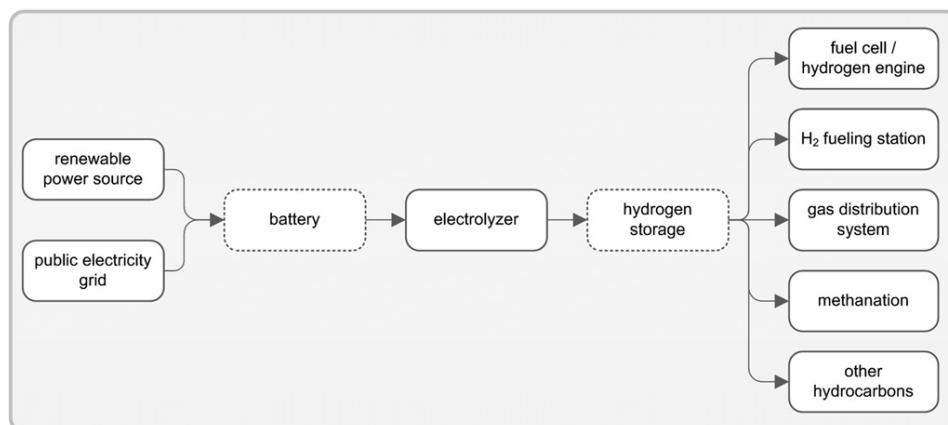 renewable
power source
public electricity
grid
battery
electrolyzer
hydrogen
storage
fuel cell /
hydrogen engine
H₂ fueling station
gas distribution
system
methanation
other
hydrocarbons